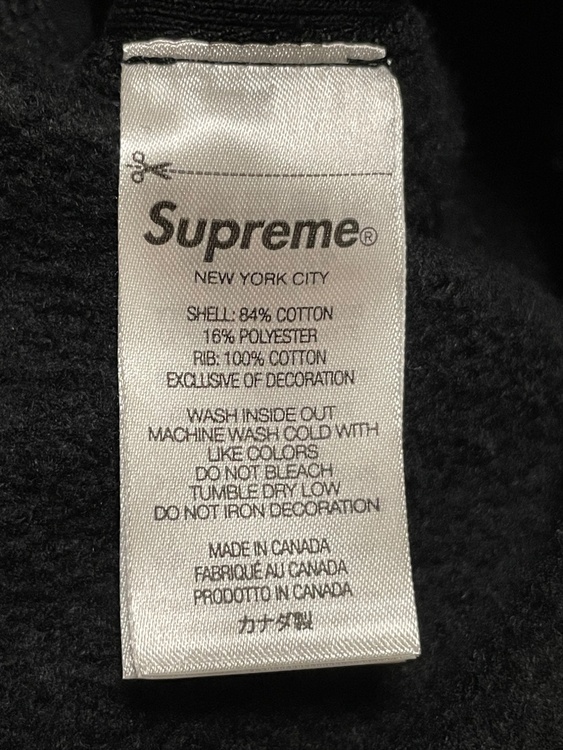 Supreme®
NEW YORK CITY
SHELL: 84% COTTON
16% POLYESTER
RIB: 100% COTTON
EXCLUSIVE OF DECORATION
WASH INSIDE OUT
MACHINE WASH COLD WITH
LIKE COLORS
DO NOT BLEACH
TUMBLE DRY LOW
DO NOT IRON DECORATION
MADE IN CANADA
FABRIQUÉ AU CANADA
PRODOTTO IN CANADA
カナダ製